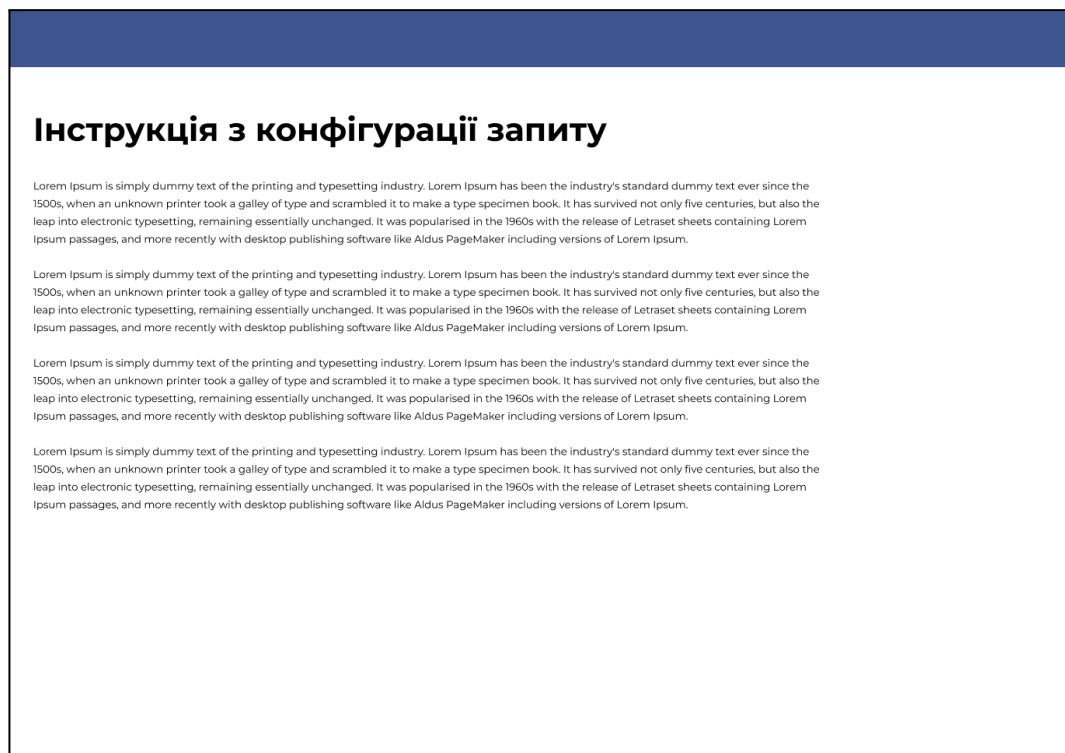 Інструкція з конфігурації запиту
Lorem Ipsum is simply dummy text of the printing and typesetting industry. Lorem Ipsum has been the industry's standard dummy text ever since the
1500s, when an unknown printer took a galley of type and scrambled it to make a type specimen book. It has survived not only five centuries, but also the
leap into electronic typesetting, remaining essentially unchanged. It was popularised in the 1960s with the release of Letraset sheets containing Lorem
Ipsum passages, and more recently with desktop publishing software like Aldus PageMaker including versions of Lorem Ipsum.
Lorem Ipsum is simply dummy text of the printing and typesetting industry. Lorem Ipsum has been the industry's standard dummy text ever since the
1500s, when an unknown printer took a galley of type and scrambled it to make a type specimen book. It has survived not only five centuries, but also the
leap into electronic typesetting, remaining essentially unchanged. It was popularised in the 1960s with the release of Letraset sheets containing Lorem
Ipsum passages, and more recently with desktop publishing software like Aldus PageMaker including versions of Lorem Ipsum.
Lorem Ipsum is simply dummy text of the printing and typesetting industry. Lorem Ipsum has been the industry's standard dummy text ever since the
1500s, when an unknown printer took a galley of type and scrambled it to make a type specimen book. It has survived not only five centuries, but also the
leap into electronic typesetting, remaining essentially unchanged. It was popularised in the 1960s with the release of Letraset sheets containing Lorem
Ipsum passages, and more recently with desktop publishing software like Aldus PageMaker including versions of Lorem Ipsum.
Lorem Ipsum is simply dummy text of the printing and typesetting industry. Lorem Ipsum has been the industry's standard dummy text ever since the
1500s, when an unknown printer took a galley of type and scrambled it to make a type specimen book. It has survived not only five centuries, but also the
leap into electronic typesetting, remaining essentially unchanged. It was popularised in the 1960s with the release of Letraset sheets containing Lorem
Ipsum passages, and more recently with desktop publishing software like Aldus PageMaker including versions of Lorem Ipsum.